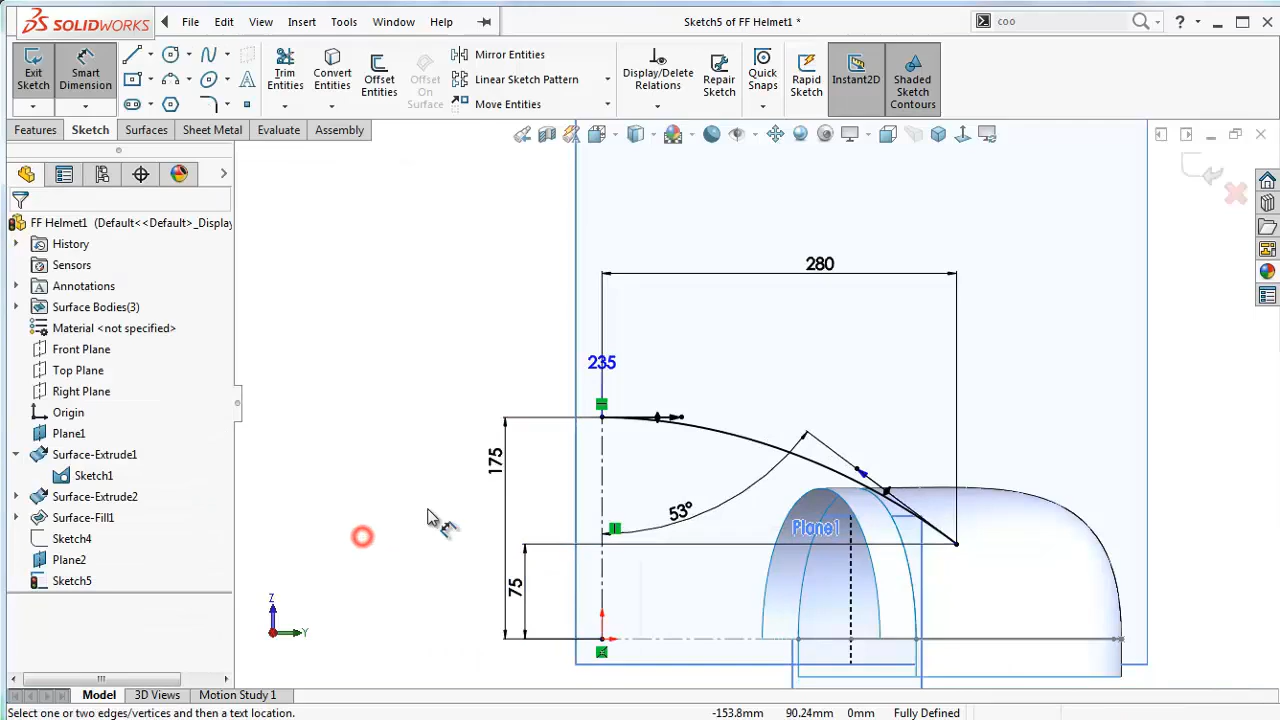 3S SOLIDWORKS
File
Edit
View
Insert
Tools
Window
Help
Sketch5 of FF Helmet1 *
coo
?
Exit
Sketch
Smart
Dimension
Trim
Entities
Convert
Entities
Offset
Entities
Offset
On
Surface
Mirror Entities
Linear Sketch Pattern
Move Entities
Display/Delete
Relations
Repair
Sketch
Quick
Snaps
Rapid
Sketch
Instant2D
Shaded
Sketch
Contours
Features
Sketch
Surfaces
Sheet Metal
Evaluate
Assembly
FF Helmet1 (Default<<Default>_Display
History
Sensors
Annotations
Surface Bodies(3)
Material <not specified>
Front Plane
Top Plane
Right Plane
Origin
Plane1
Surface-Extrude1
Sketch1
Surface-Extrude2
Surface-Fill1
Sketch4
Plane2
Sketch5
280
235
175
53°
75
Plane1
Z
Y
Model
3D Views
Motion Study 1
Select one or two edges/vertices and then a text location.
-153.8mm
90.24mm
0mm
Fully Defined